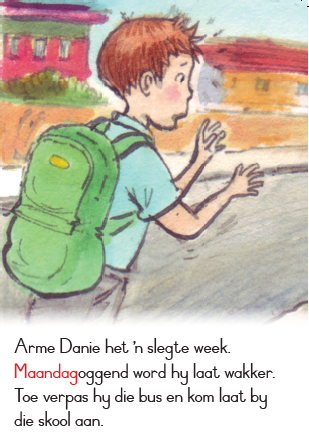 Arme Danie het 'n slegte week.
Maandagoggend word hy laat wakker.
Toe verpas hy die bus en kom laat by
die skool aan.